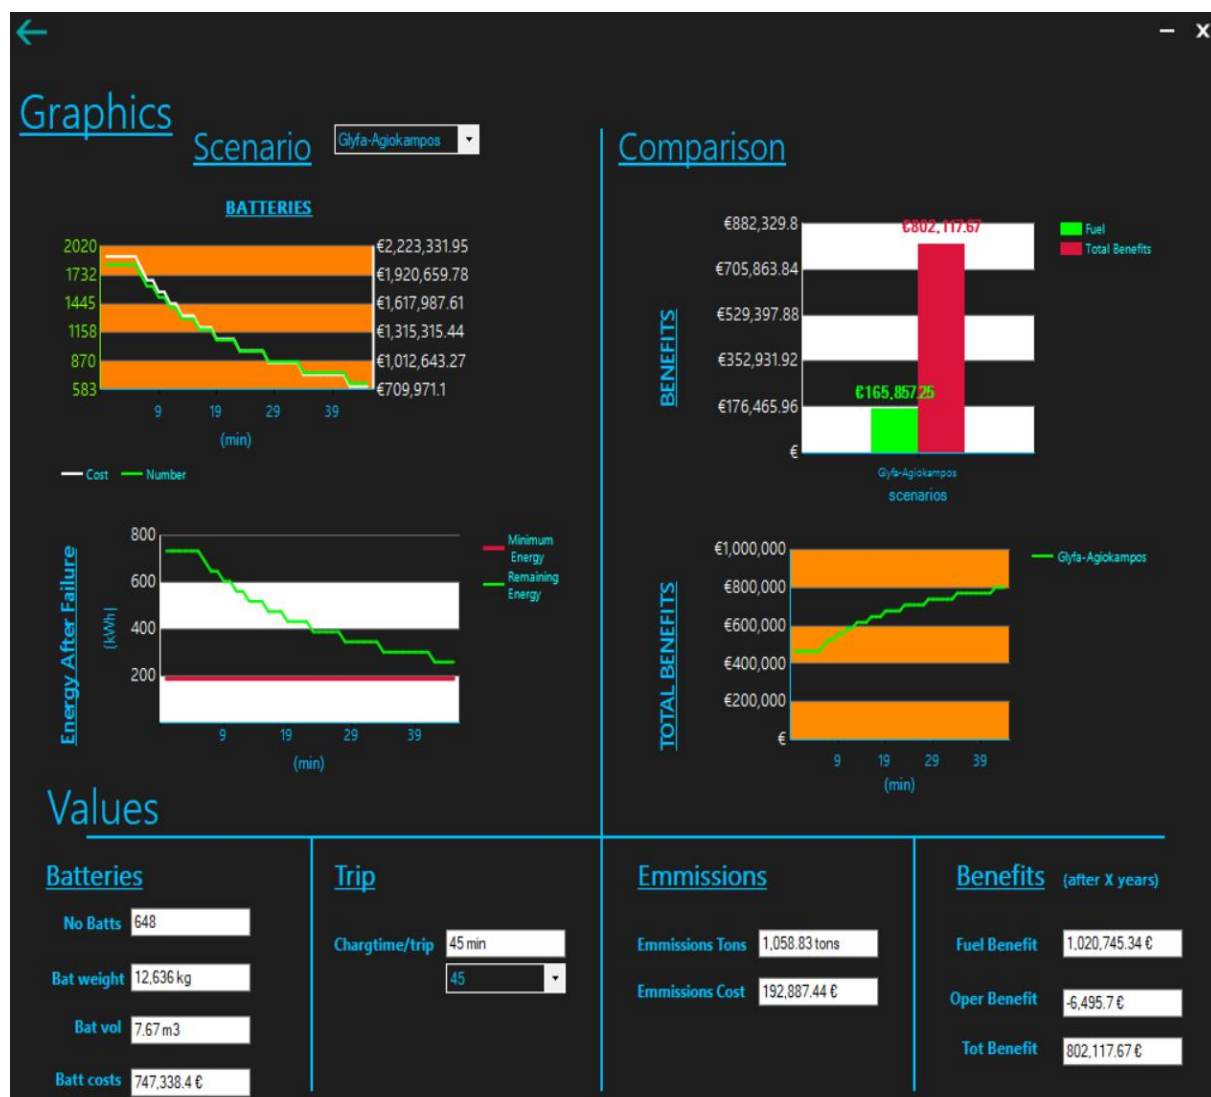 Graphics
Scenario
Glyfa-Agiokampos
BATTERIES
2020
1732
1445
1158
870
583
€2,223,331.95
€1,920,659.78
€1,617,987.61
€1,315,315.44
€1,012,643.27
€709,971.1
9 19 29 39
(min)
Cost Number
Energy After Failure
(kWh)
800
600
400
200
9 19 29 39
(min)
Minimum
Energy
Remaining
Energy
Comparison
BENEFITS
€882,329.8
€705,863.84
€529,397.88
€352,931.92
€176,465.96
€
€802,117.67
€165,857.25
Glyfa-Agiokampos
scenarios
Fuel
Total Benefits
TOTAL BENEFITS
€1,000,000
€800,000
€600,000
€400,000
€200,000
€
9 19 29 39
(min)
Glyfa-Agiokampos
Values
Batteries
No Batts 648
Bat weight 12,636 kg
Bat vol 7.67 m3
Batt costs 747,338.4 €
Trip
Chargtime/trip 45 min
45
Emmissions
Emmissions Tons 1,058.83 tons
Emmissions Cost 192,887.44 €
Benefits (after X years)
Fuel Benefit 1,020,745.34 €
Oper Benefit -6,495.7 €
Tot Benefit 802,117.67 €